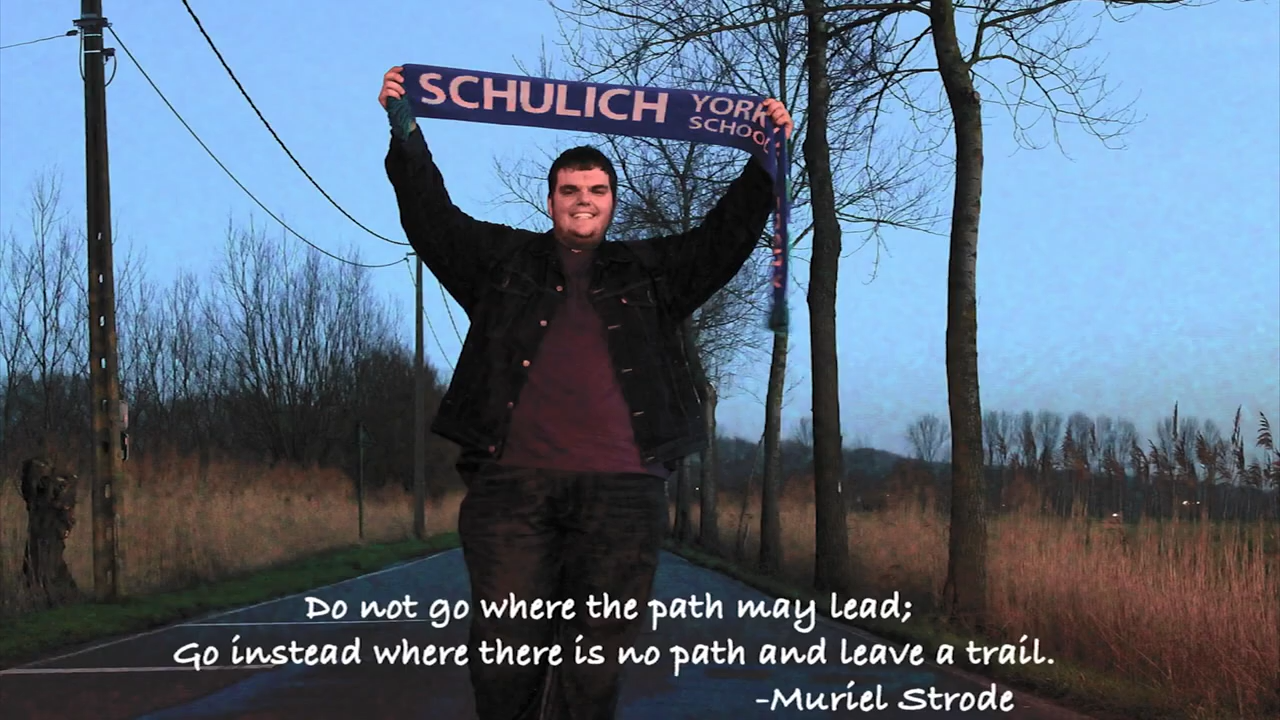 SCHULICH
YORK
SCHOOL
Do not go where the path may lead;
Go instead where there is no path and leave a trail.
-Muriel Strode